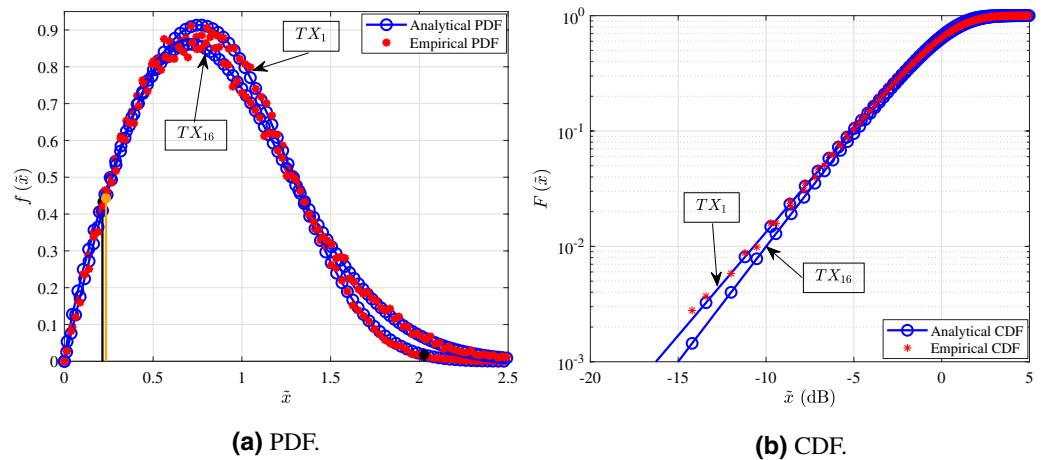 0.9
0.8
0.7
0.6
0.5
0.4
0.3
0.2
0.1
0
f (x̃)
0 0.5 1 1.5 2 2.5
x̃
TX₁
TX₁₆
Analytical PDF
Empirical PDF
(a) PDF.
10⁰
10⁻¹
10⁻²
10⁻³
F (x̃)
-20 -15 -10 -5 0 5
x̃ (dB)
TX₁
TX₁₆
Analytical CDF
Empirical CDF
(b) CDF.